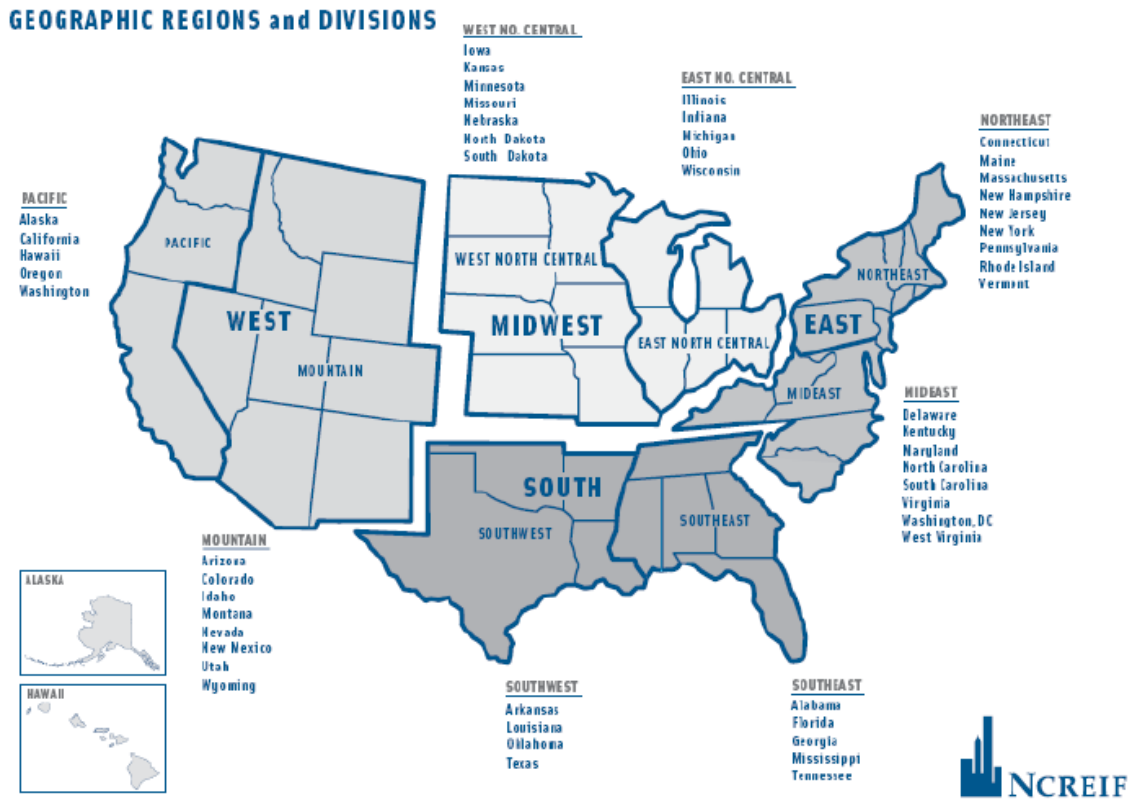 GEOGRAPHIC REGIONS and DIVISIONS
WEST NO. CENTRAL
Iowa
Kansas
Minnesota
Missouri
Nebraska
North Dakota
South Dakota
EAST NO. CENTRAL
Illinois
Indiana
Michigan
Ohio
Wisconsin
NORTHEAST
Connecticut
Maine
Massachusetts
New Hampshire
New Jersey
New York
Pennsylvania
Rhode Island
Vermont
PACIFIC
Alaska
California
Hawaii
Oregon
Washington
PACIFIC
WEST
MOUNTAIN
WEST NORTH CENTRAL
MIDWEST
EAST NORTH CENTRAL
NORTHEAST
EAST
MIDEAST
MIDEAST
Delaware
Kentucky
Maryland
North Carolina
South Carolina
Virginia
Washington, DC
West Virginia
SOUTH
SOUTHWEST
SOUTHEAST
MOUNTAIN
Arizona
Colorado
Idaho
Montana
Nevada
New Mexico
Utah
Wyoming
ALASKA
HAWAII
SOUTHWEST
Arkansas
Louisiana
Oklahoma
Texas
SOUTHEAST
Alabama
Florida
Georgia
Mississippi
Tennessee
NCREIF